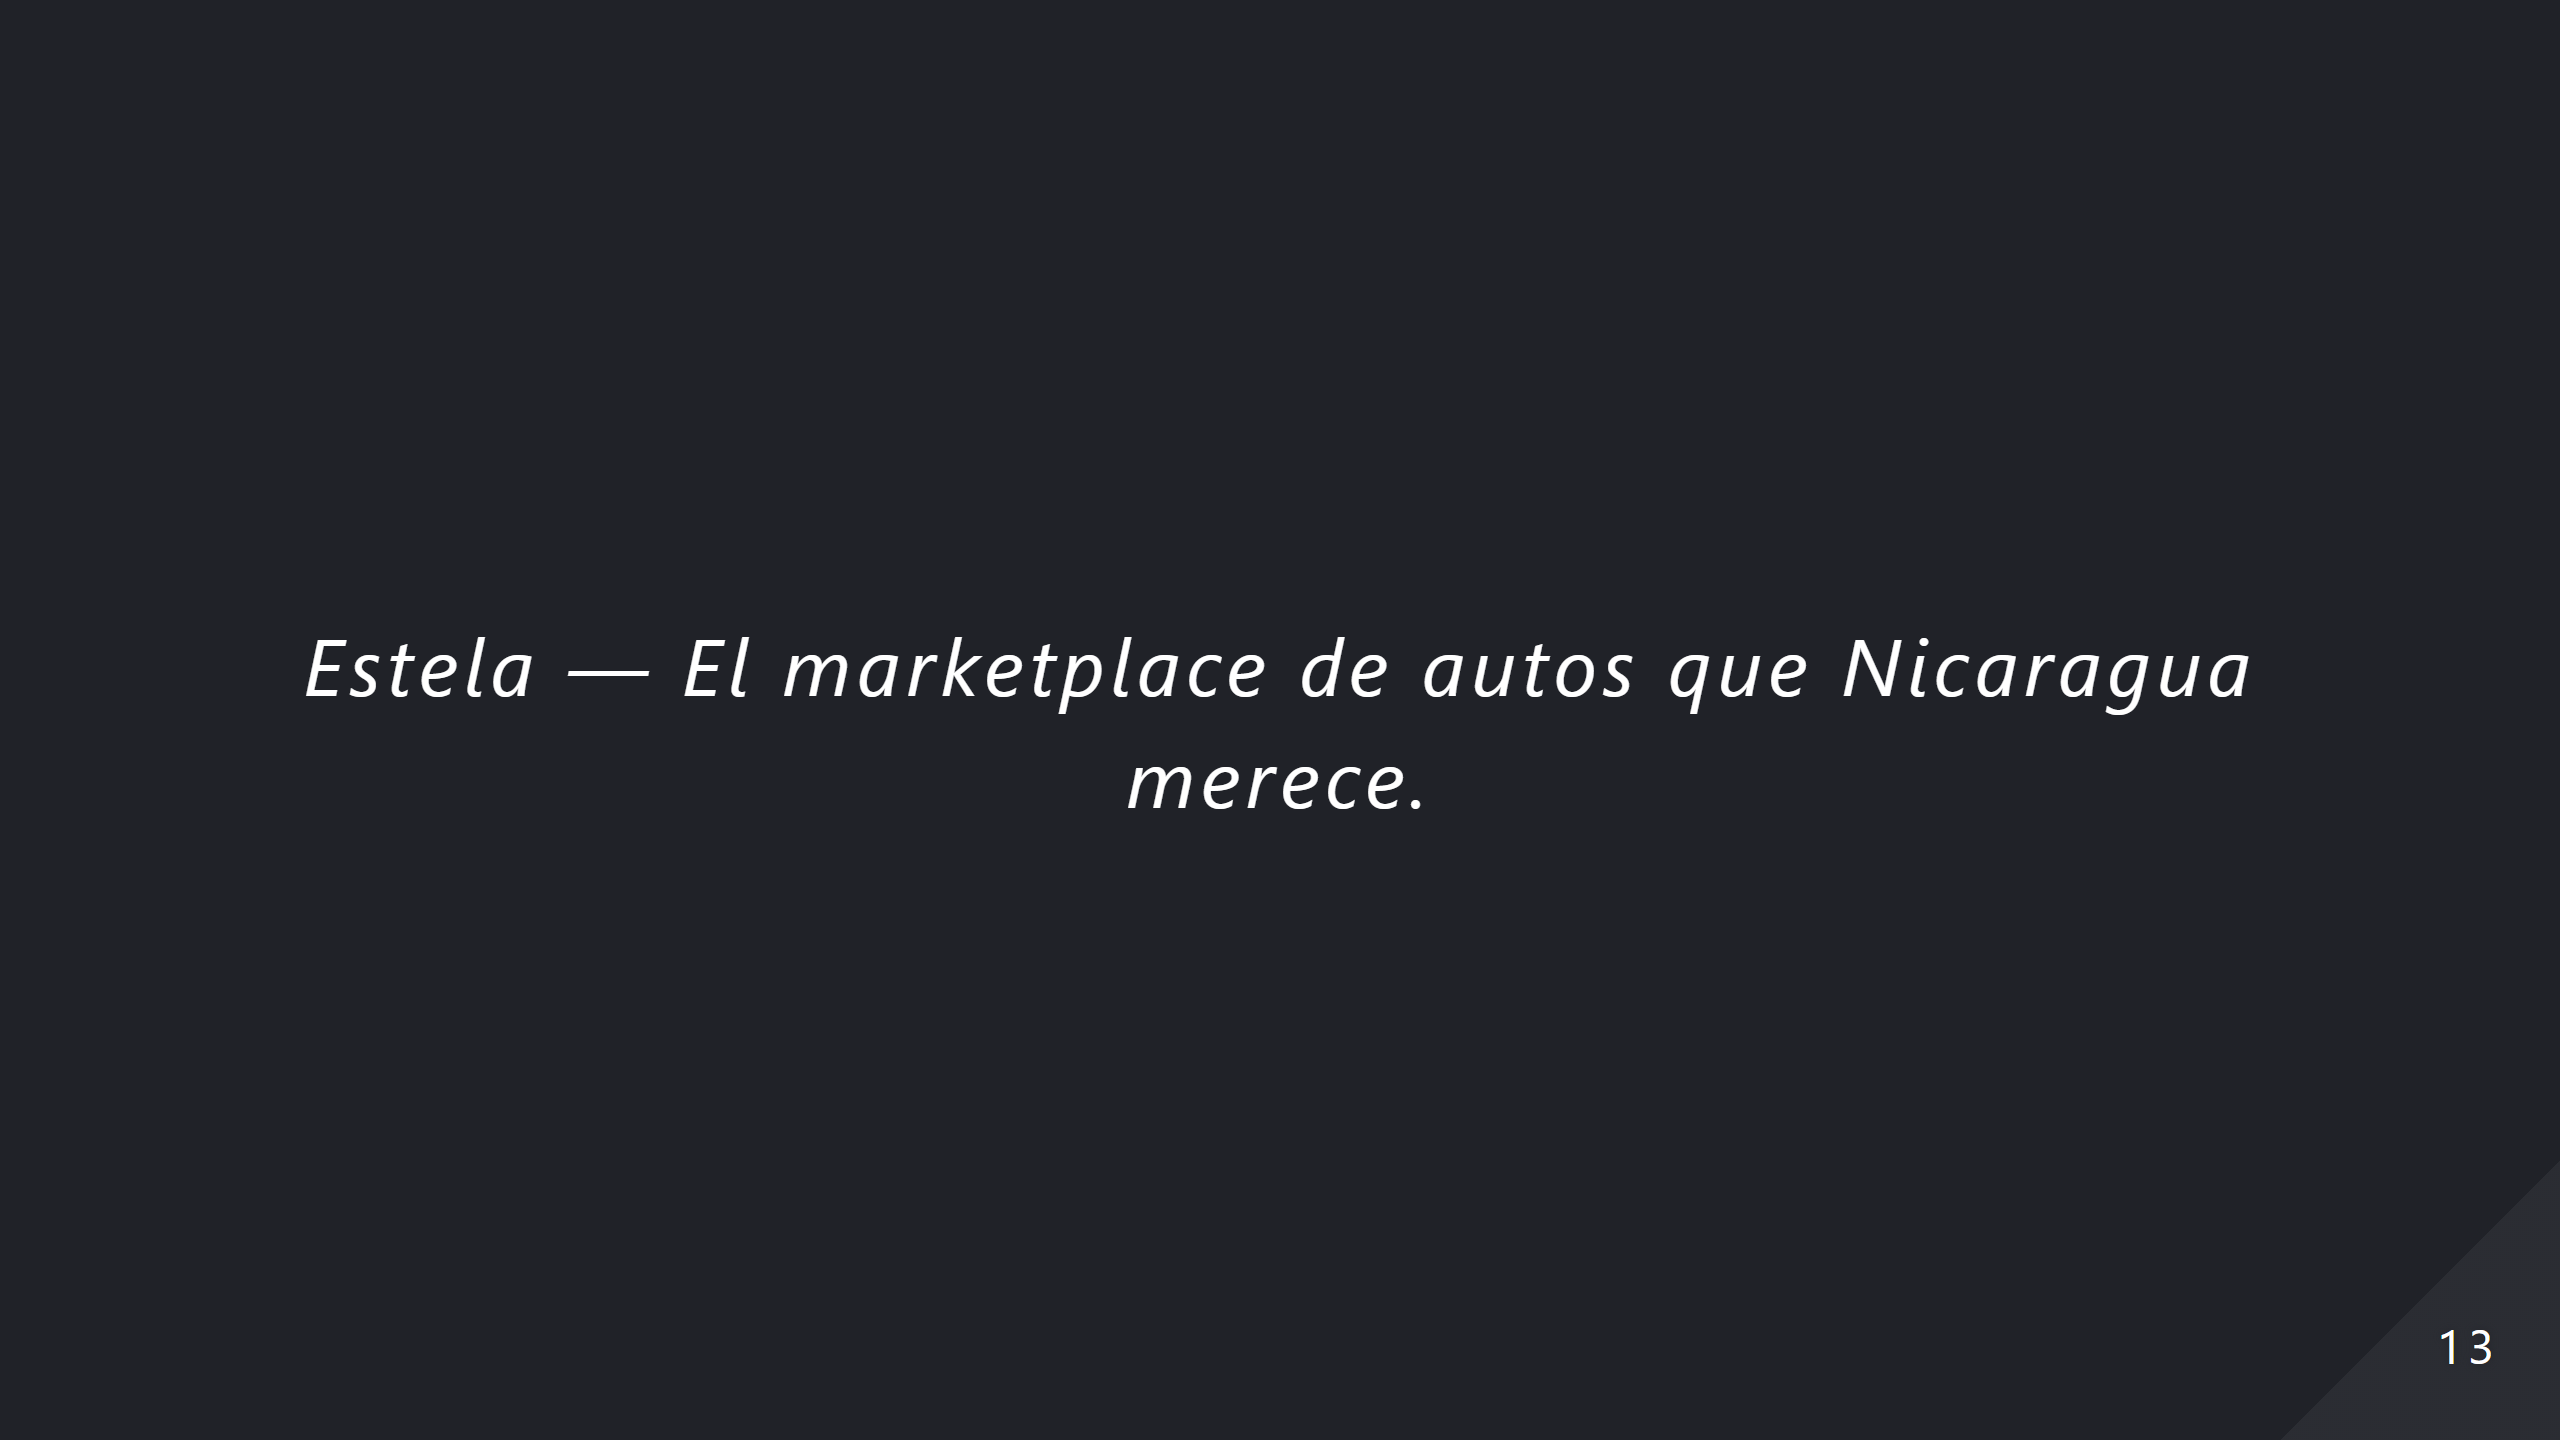 Estela — El marketplace de autos que Nicaragua
merece.
13